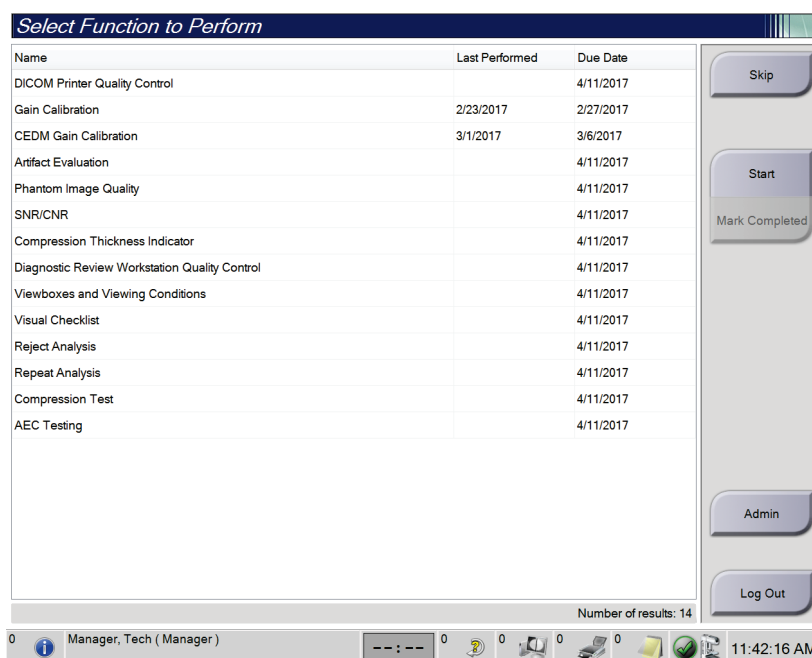 Select Function to Perform
Name Last Performed Due Date
DICOM Printer Quality Control 4/11/2017
Gain Calibration 2/23/2017 2/27/2017
CEDM Gain Calibration 3/1/2017 3/6/2017
Artifact Evaluation 4/11/2017
Phantom Image Quality 4/11/2017
SNR/CNR 4/11/2017
Compression Thickness Indicator 4/11/2017
Diagnostic Review Workstation Quality Control 4/11/2017
Viewboxes and Viewing Conditions 4/11/2017
Visual Checklist 4/11/2017
Reject Analysis 4/11/2017
Repeat Analysis 4/11/2017
Compression Test 4/11/2017
AEC Testing 4/11/2017
Number of results: 14
Skip
Start
Mark Completed
Admin
Log Out
0 Manager, Tech ( Manager ) --:-- 0 0 0 0 11:42:16 AM